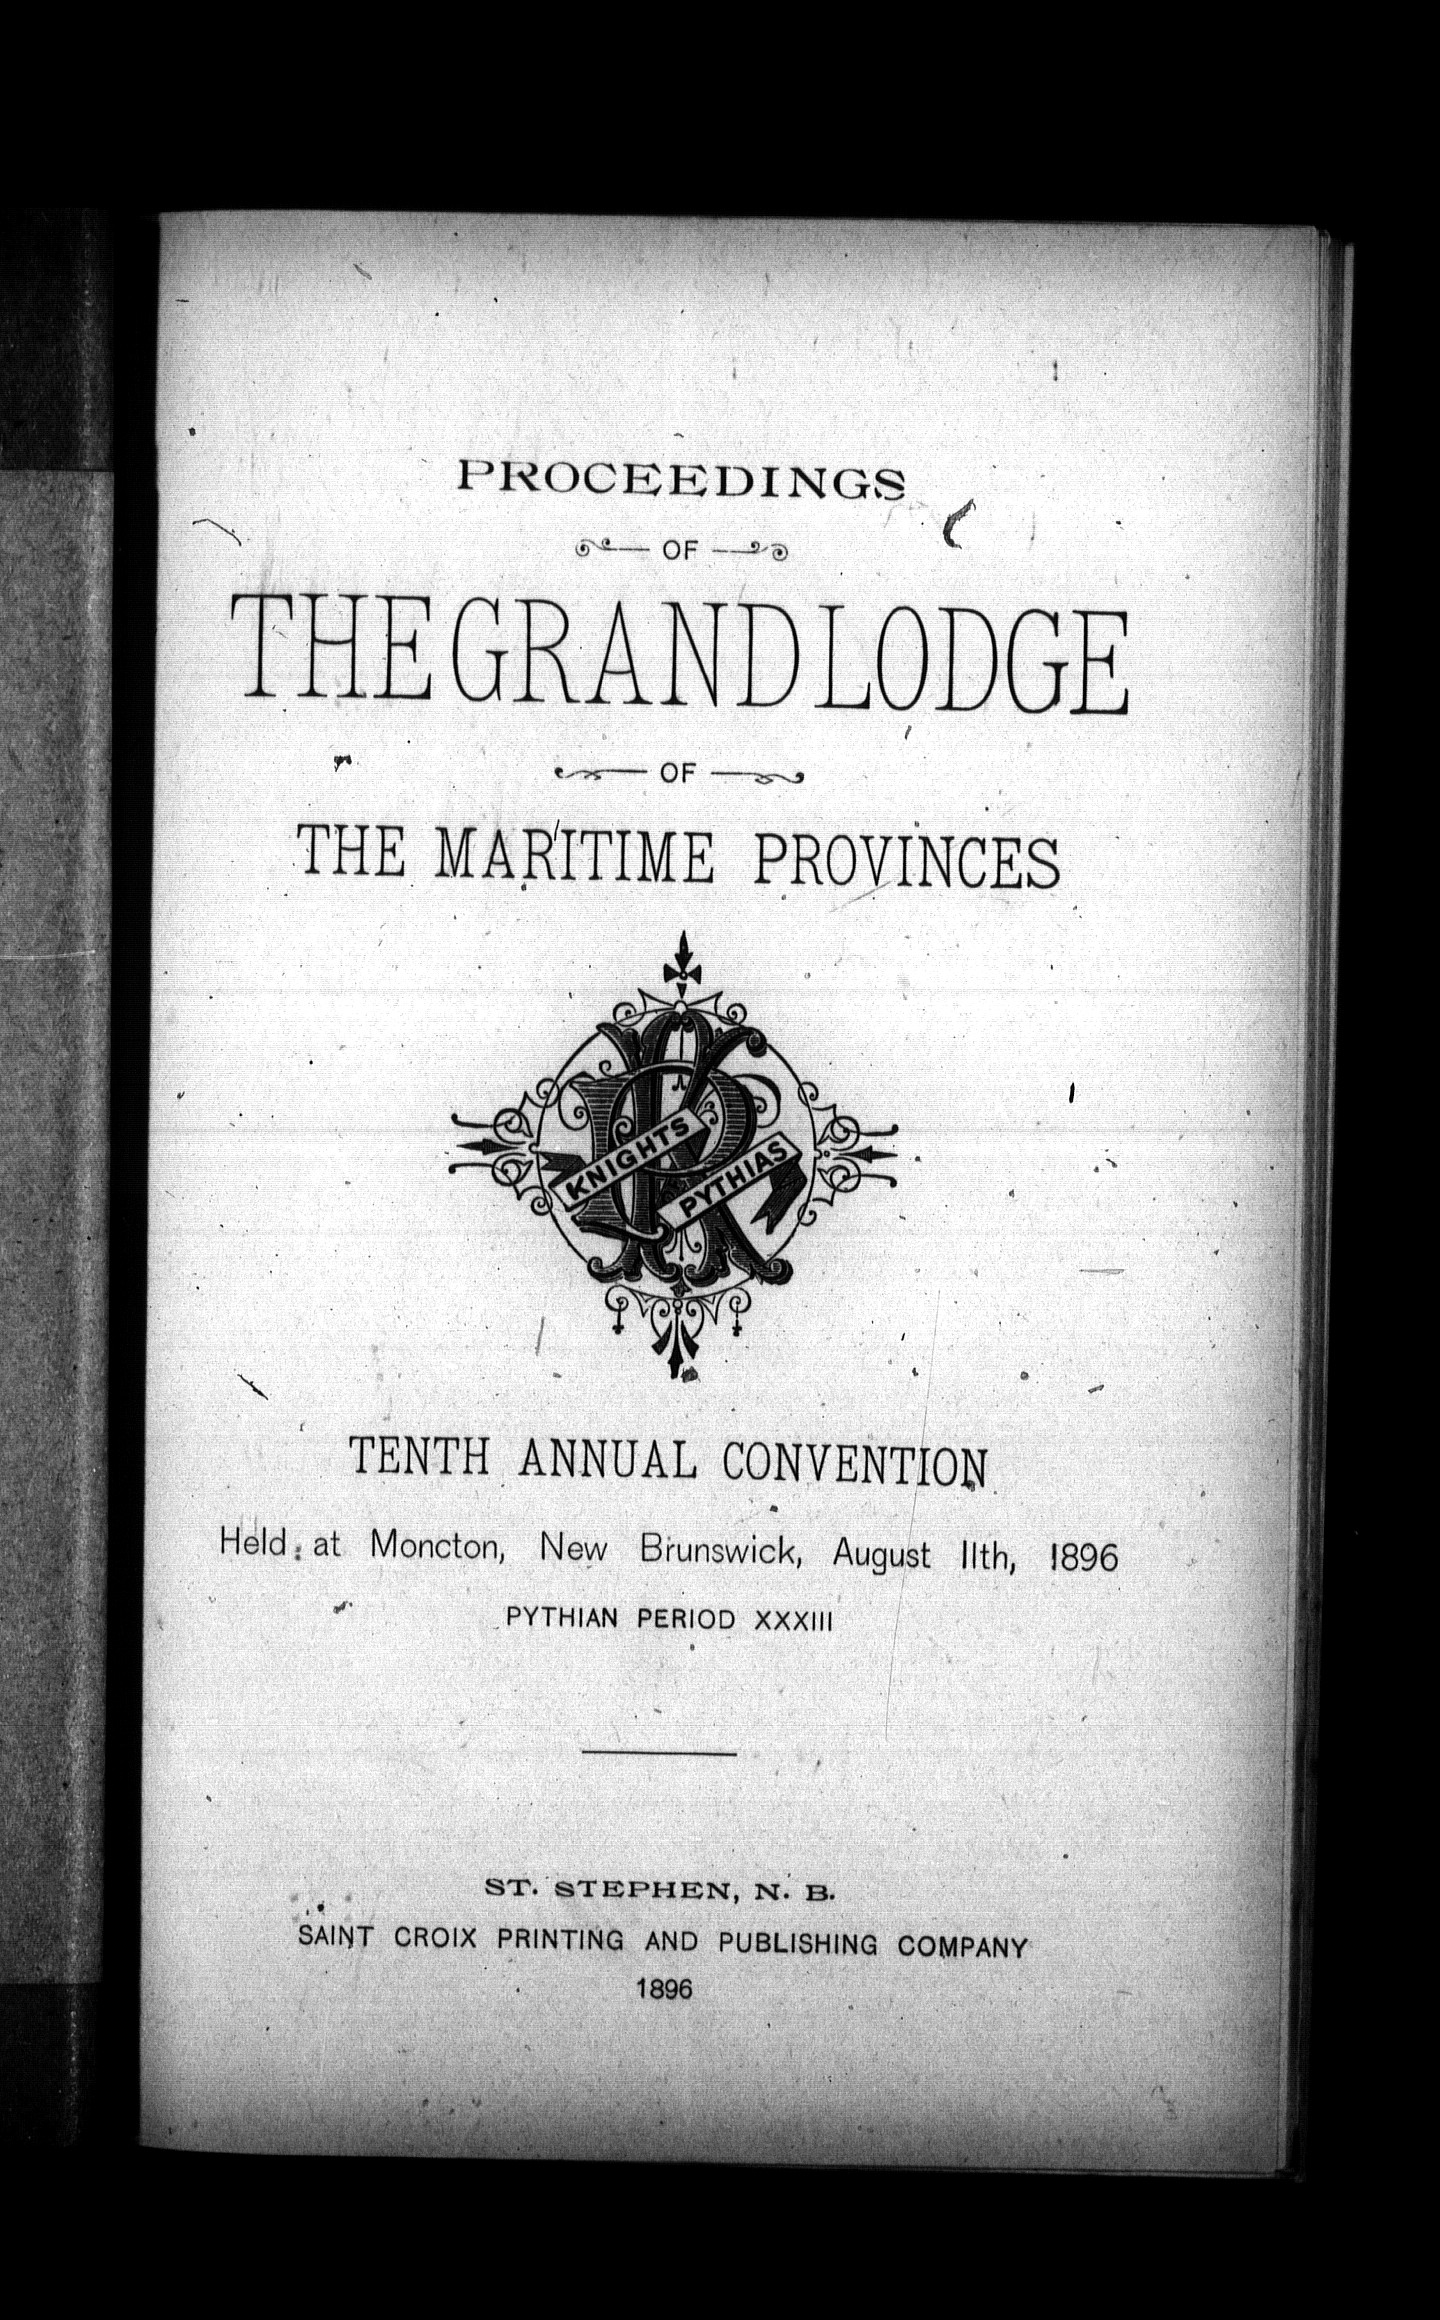 PROCEEDINGS
OF
THE GRAND LODGE
OF
THE MARITIME PROVINCES
KNIGHTS
PYTHIAS
TENTH ANNUAL CONVENTION
Held at Moncton, New Brunswick, August 11th, 1896
PYTHIAN PERIOD XXXIII
ST. STEPHEN, N. B.
SAINT CROIX PRINTING AND PUBLISHING COMPANY
1896